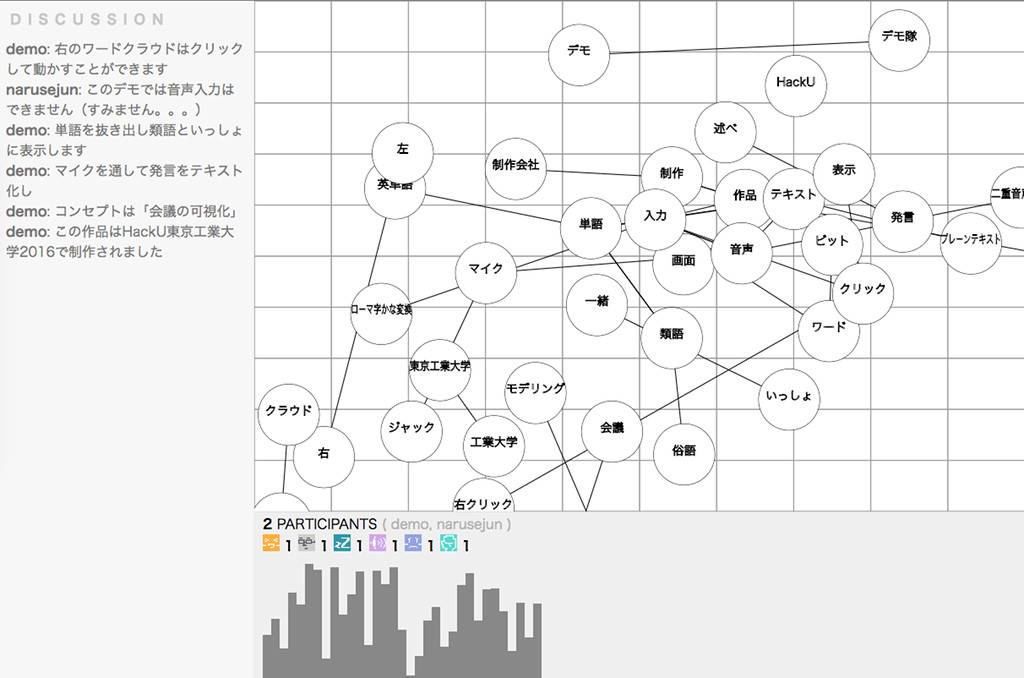 DISCUSSION
demo: 右のワードクラウドはクリック
して動かすことができます
narusejun: このデモでは音声入力は
できません（すみません。。。）
demo: 単語を抜き出し類語といっしょ
に表示します
demo: マイクを通して発言をテキスト
化し
demo: コンセプトは「会議の可視化」
demo: この作品はHackU東京工業大
学2016で制作されました
デモ
デモ隊
HackU
述べ
左
制作会社
制作
表示
英単語
作品
テキスト
二重音声
入力
単語
発言
ビット
プレーンテキスト
音声
画面
マイク
クリック
一緒
ローマ字かな変換
ワード
類語
東京工業大学
モデリング
いっしょ
クラウド
ジャック
会議
工業大学
右
俗語
右クリック
2 PARTICIPANTS ( demo, narusejun )
1 1 zZ 1 1 1 1